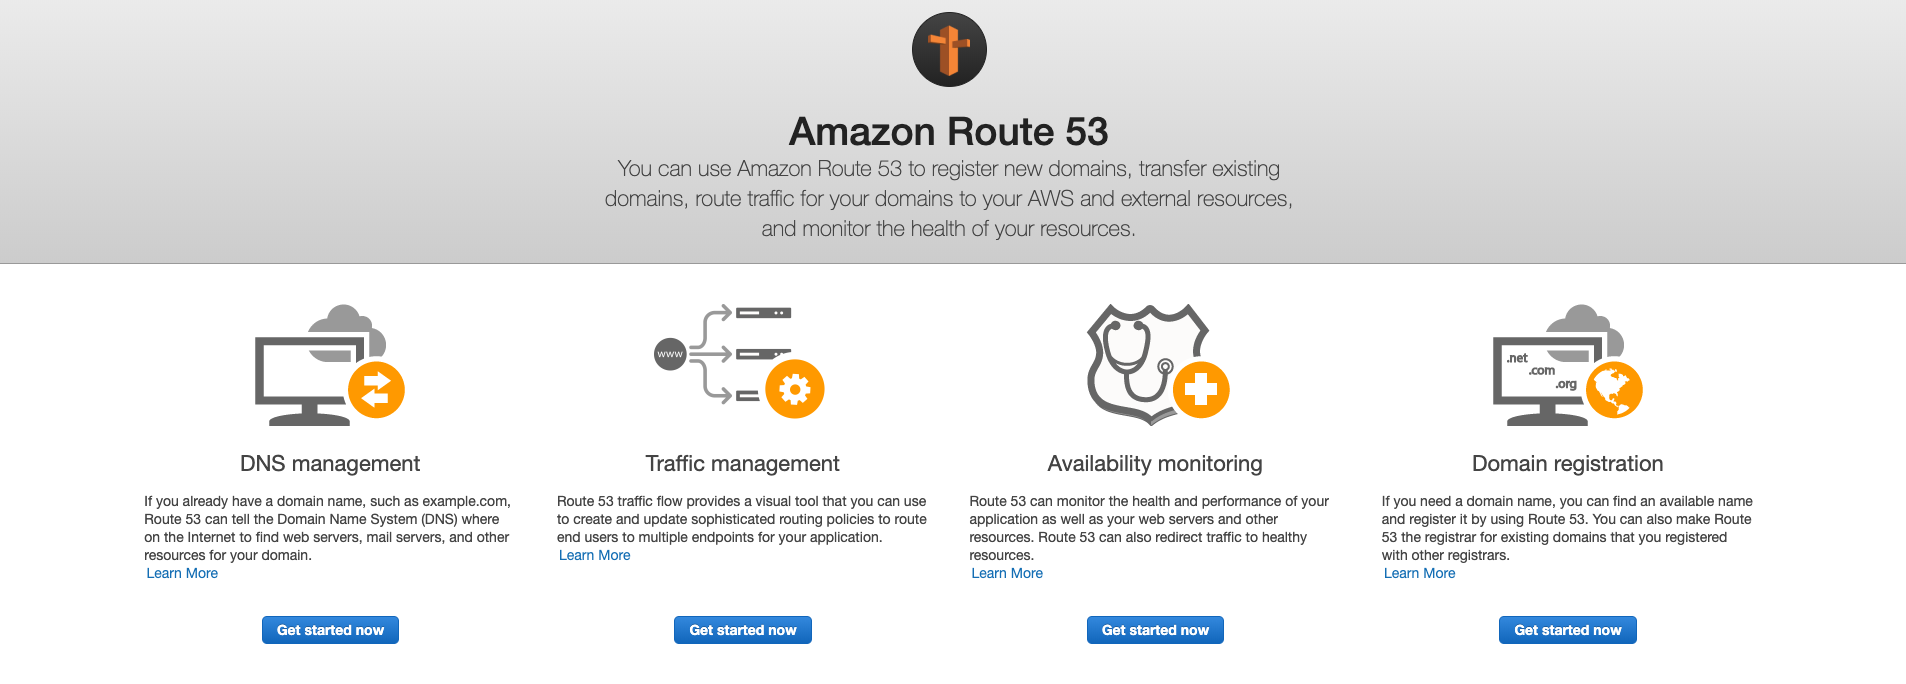 Amazon Route 53
You can use Amazon Route 53 to register new domains, transfer existing
domains, route traffic for your domains to your AWS and external resources,
and monitor the health of your resources.
www
.net
.com
.org
DNS management
If you already have a domain name, such as example.com,
Route 53 can tell the Domain Name System (DNS) where
on the Internet to find web servers, mail servers, and other
resources for your domain.
Learn More
Get started now
Traffic management
Route 53 traffic flow provides a visual tool that you can use
to create and update sophisticated routing policies to route
end users to multiple endpoints for your application.
Learn More
Get started now
Availability monitoring
Route 53 can monitor the health and performance of your
application as well as your web servers and other
resources. Route 53 can also redirect traffic to healthy
resources.
Learn More
Get started now
Domain registration
If you need a domain name, you can find an available name
and register it by using Route 53. You can also make Route
53 the registrar for existing domains that you registered
with other registrars.
Learn More
Get started now